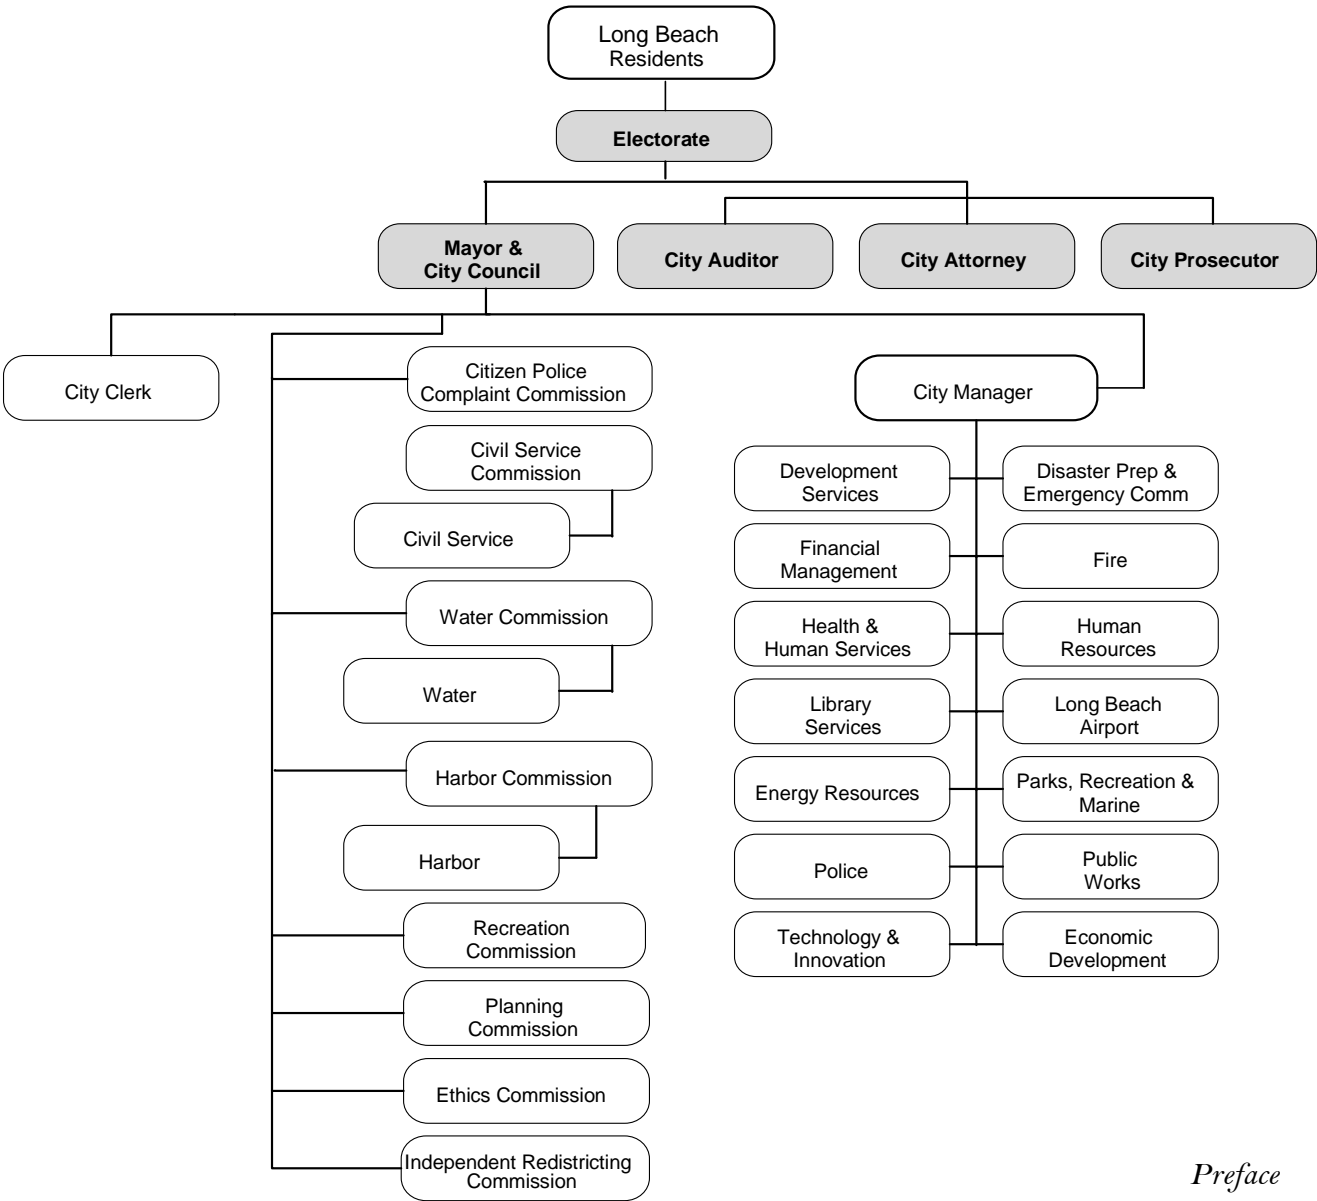 Long Beach
Residents
Electorate
Mayor &
City Council
City Auditor
City Attorney
City Prosecutor
City Clerk
Citizen Police
Complaint Commission
Civil Service
Commission
Civil Service
Water Commission
Water
Harbor Commission
Harbor
Recreation
Commission
Planning
Commission
Ethics Commission
Independent Redistricting
Commission
City Manager
Development
Services
Disaster Prep &
Emergency Comm
Financial
Management
Fire
Health &
Human Services
Human
Resources
Library
Services
Long Beach
Airport
Energy Resources
Parks, Recreation &
Marine
Police
Public
Works
Technology &
Innovation
Economic
Development
Preface